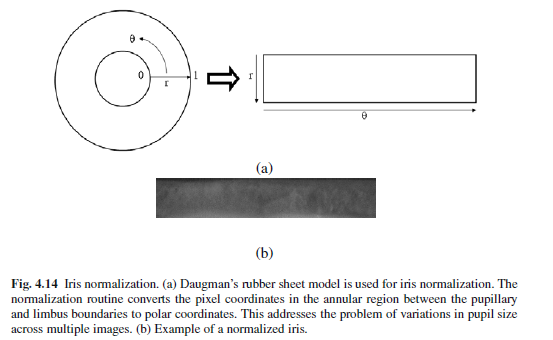 θ
0
1
r
r
θ
(a)
(b)
Fig. 4.14 Iris normalization. (a) Daugman's rubber sheet model is used for iris normalization. The
normalization routine converts the pixel coordinates in the annular region between the pupillary
and limbus boundaries to polar coordinates. This addresses the problem of variations in pupil size
across multiple images. (b) Example of a normalized iris.